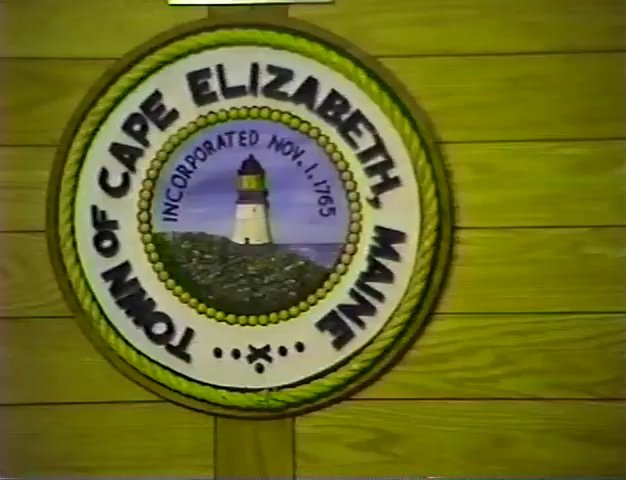 TOWN OF CAPE ELIZABETH, MAINE
INCORPORATED NOV. 1, 1765